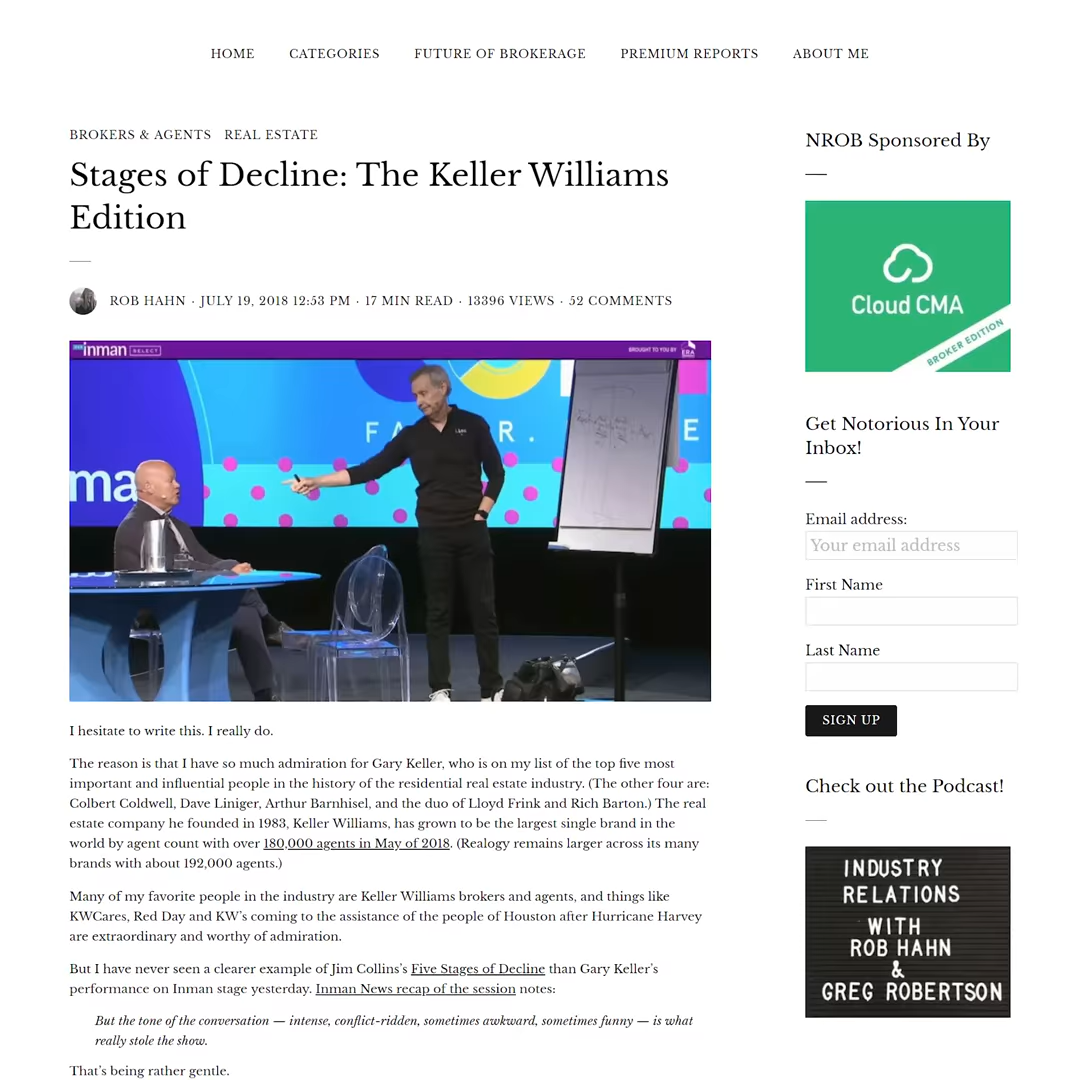 HOME CATEGORIES FUTURE OF BROKERAGE PREMIUM REPORTS ABOUT ME
BROKERS & AGENTS REAL ESTATE
Stages of Decline: The Keller Williams
Edition
ROB HAHN · JULY 19, 2018 12:53 PM · 17 MIN READ · 13396 VIEWS · 52 COMMENTS
inman SELECT
BROUGHT TO YOU BY ERA
FA R. E
ma
I hesitate to write this. I really do.
The reason is that I have so much admiration for Gary Keller, who is on my list of the top five most
important and influential people in the history of the residential real estate industry. (The other four are:
Colbert Coldwell, Dave Liniger, Arthur Barnhisel, and the duo of Lloyd Frink and Rich Barton.) The real
estate company he founded in 1983, Keller Williams, has grown to be the largest single brand in the
world by agent count with over 180,000 agents in May of 2018. (Realogy remains larger across its many
brands with about 192,000 agents.)
Many of my favorite people in the industry are Keller Williams brokers and agents, and things like
KWCares, Red Day and KW's coming to the assistance of the people of Houston after Hurricane Harvey
are extraordinary and worthy of admiration.
But I have never seen a clearer example of Jim Collins's Five Stages of Decline than Gary Keller's
performance on Inman stage yesterday. Inman News recap of the session notes:
But the tone of the conversation — intense, conflict-ridden, sometimes awkward, sometimes funny — is what
really stole the show.
That's being rather gentle.
NROB Sponsored By
Cloud CMA
BROKER EDITION
Get Notorious In Your
Inbox!
Email address:
Your email address
First Name
Last Name
SIGN UP
Check out the Podcast!
INDUSTRY
RELATIONS
WITH
ROB HAHN
&
GREG ROBERTSON